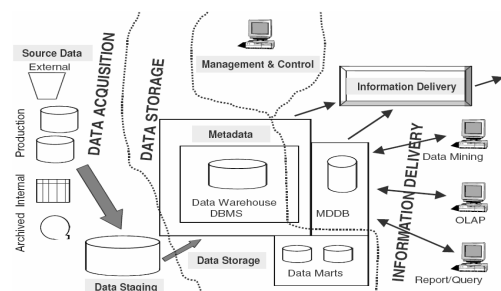 Source Data
External
Production
Internal
Archived
DATA ACQUISITION
DATA STORAGE
Management & Control
Information Delivery
Metadata
Data Warehouse
DBMS
MDDB
INFORMATION DELIVERY
Data Mining
OLAP
Report/Query
Data Storage
Data Marts
Data Staging